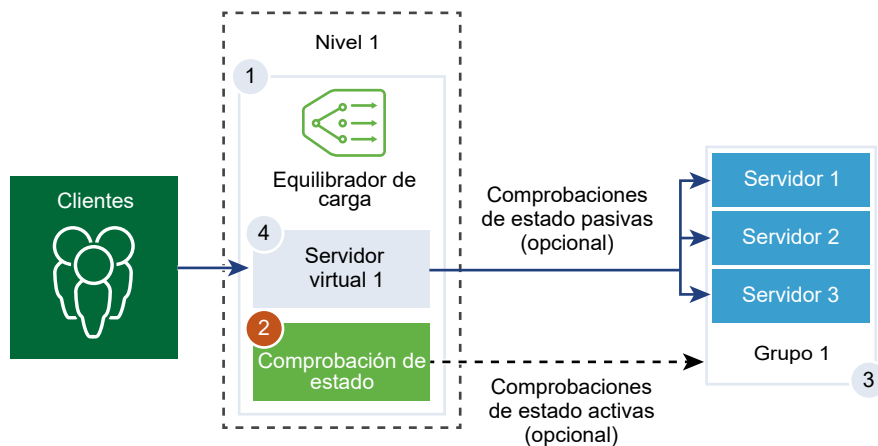 Nivel 1
1
Equilibrador de
carga
Clientes
4
Servidor
virtual 1
2
Comprobación de
estado
Comprobaciones
de estado pasivas
(opcional)
Comprobaciones
de estado activas
(opcional)
Servidor 1
Servidor 2
Servidor 3
Grupo 1
3